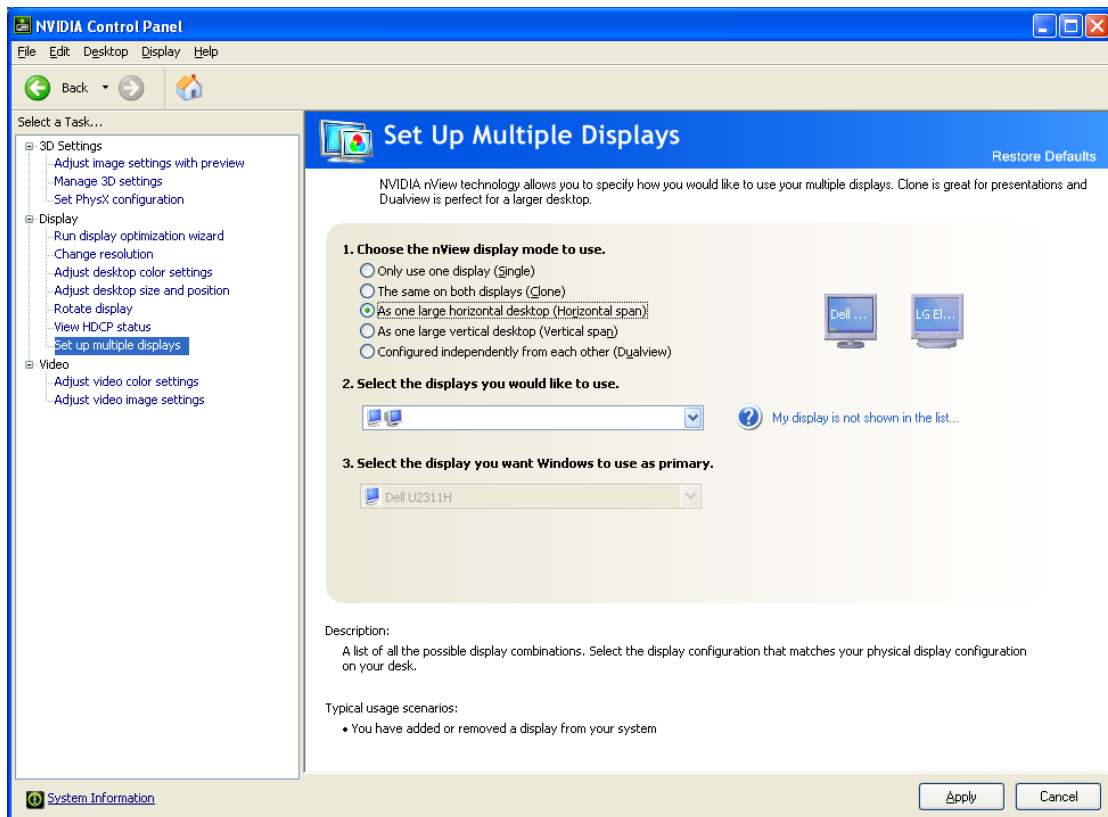 NVIDIA Control Panel
File Edit Desktop Display Help
Back
Select a Task...
3D Settings
Adjust image settings with preview
Manage 3D settings
Set PhysX configuration
Display
Run display optimization wizard
Change resolution
Adjust desktop color settings
Adjust desktop size and position
Rotate display
View HDCP status
Set up multiple displays
Video
Adjust video color settings
Adjust video image settings
System Information
Set Up Multiple Displays
Restore Defaults
NVIDIA nView technology allows you to specify how you would like to use your multiple displays. Clone is great for presentations and
Dualview is perfect for a larger desktop.
1. Choose the nView display mode to use.
Only use one display (Single)
The same on both displays (Clone)
As one large horizontal desktop (Horizontal span)
As one large vertical desktop (Vertical span)
Configured independently from each other (Dualview)
Dell ...
LG El...
2. Select the displays you would like to use.
My display is not shown in the list...
3. Select the display you want Windows to use as primary.
Dell U2311H
Description:
A list of all the possible display combinations. Select the display configuration that matches your physical display configuration
on your desk.
Typical usage scenarios:
• You have added or removed a display from your system
Apply
Cancel